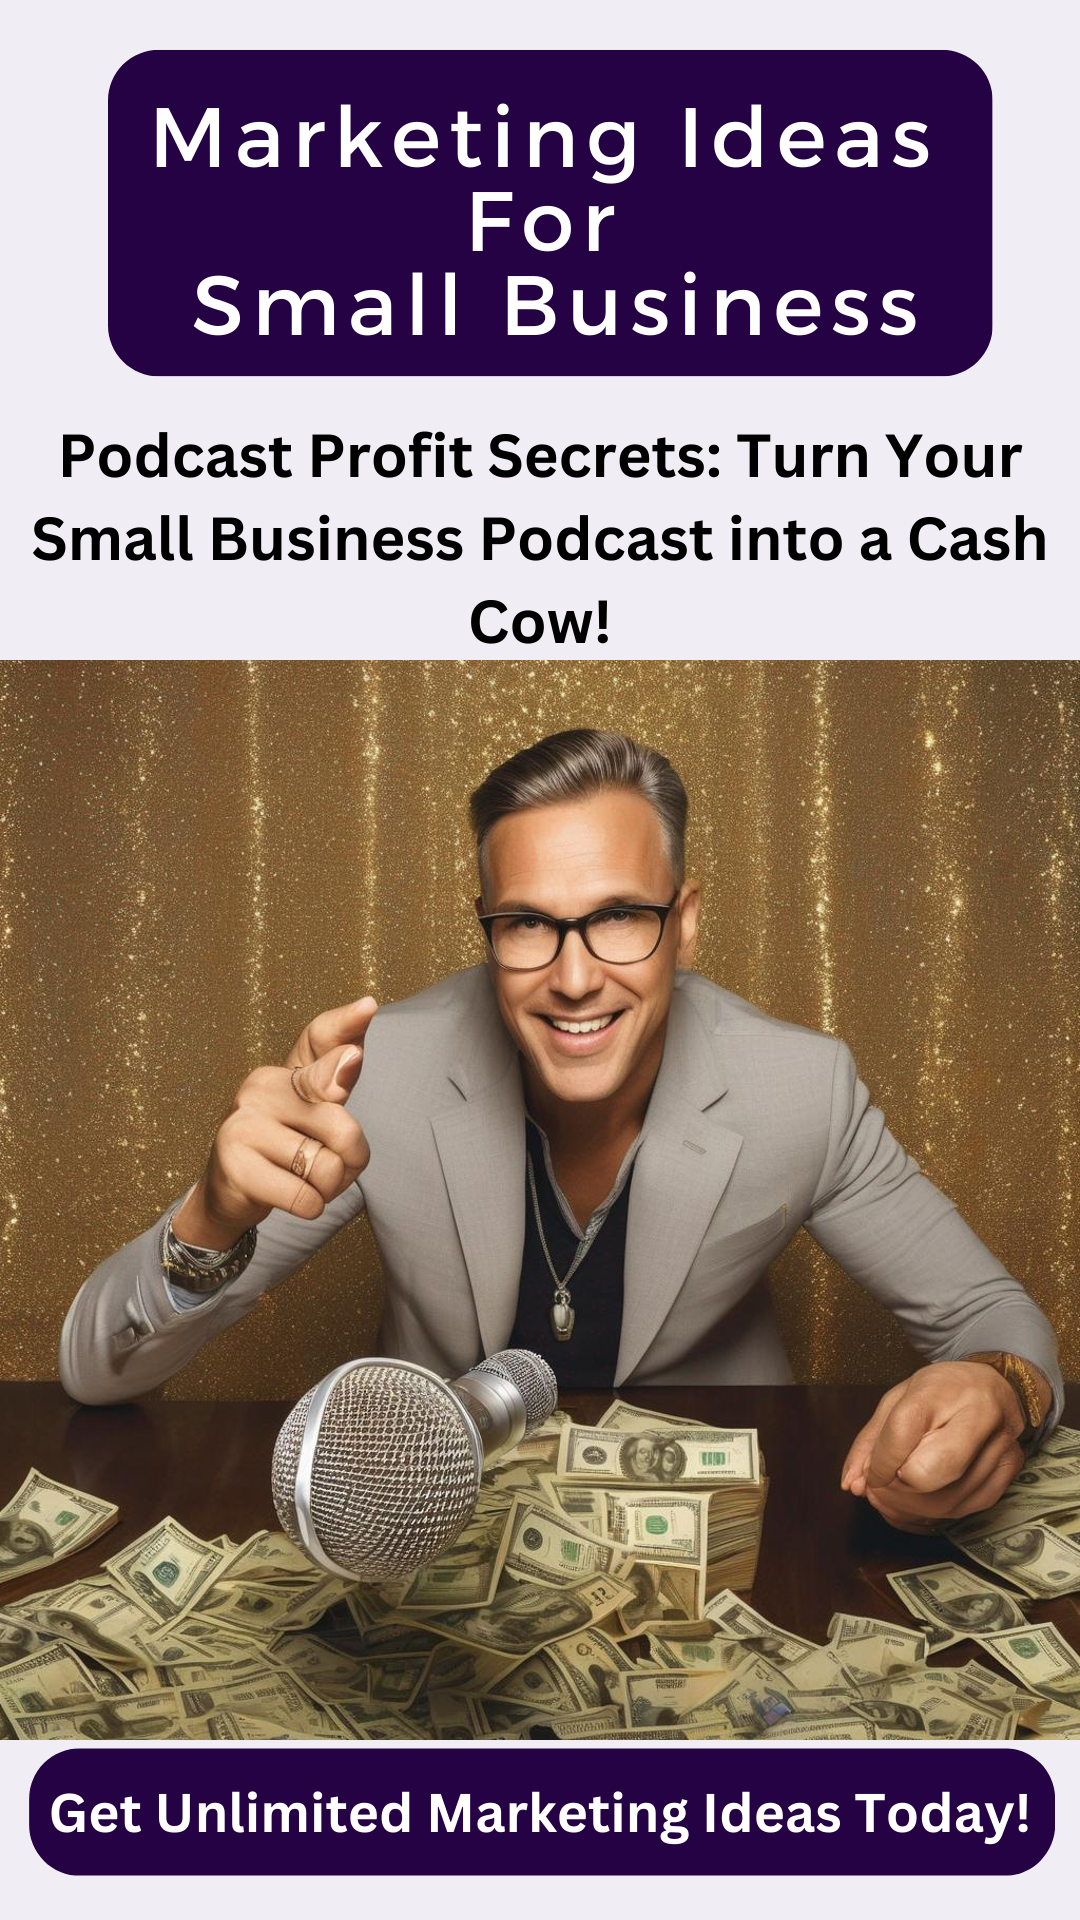 Marketing Ideas
For
Small Business
Podcast Profit Secrets: Turn Your
Small Business Podcast into a Cash
Cow!
Get Unlimited Marketing Ideas Today!